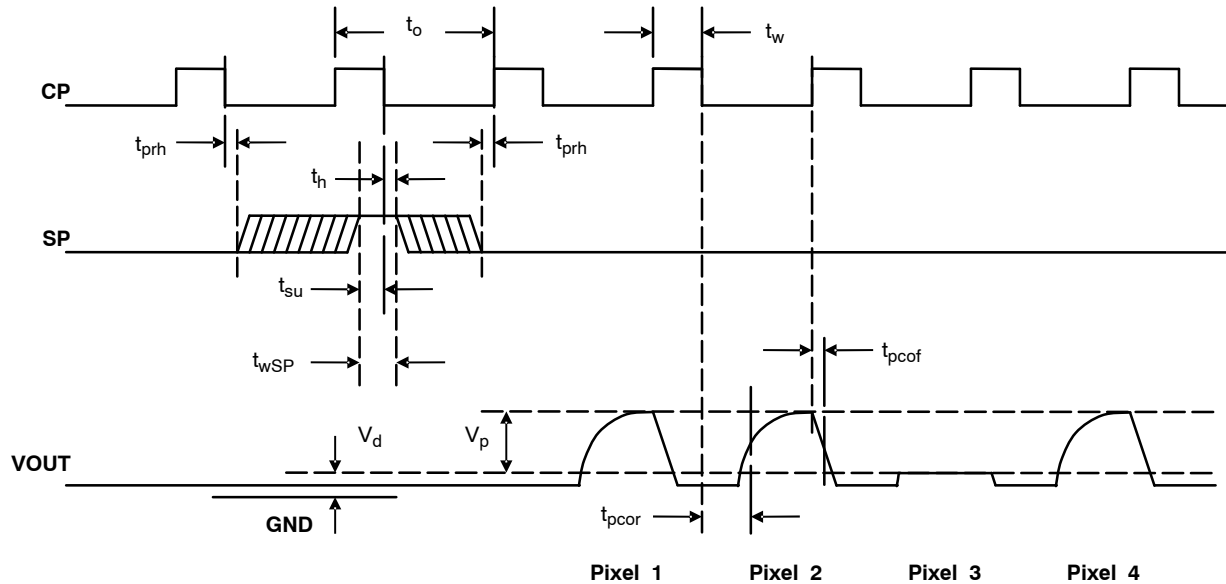 t_o
t_w
CP
t_prh
t_prh
t_h
SP
t_su
t_wSP
t_pcof
V_d
V_p
VOUT
t_pcor
GND
Pixel 1
Pixel 2
Pixel 3
Pixel 4